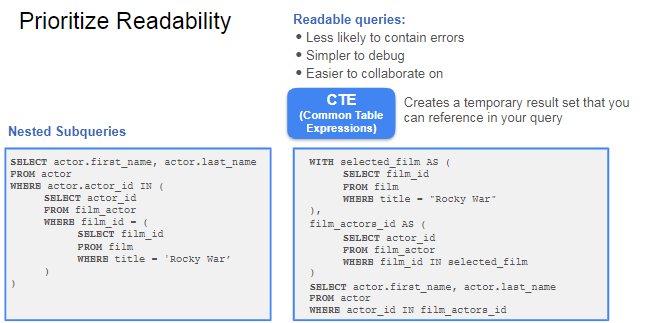 Prioritize Readability
Readable queries:
• Less likely to contain errors
• Simpler to debug
• Easier to collaborate on
CTE
(Common Table
Expressions)
Creates a temporary result set that you
can reference in your query
Nested Subqueries
SELECT actor.first_name, actor.last_name
FROM actor
WHERE actor.actor_id IN (
SELECT actor_id
FROM film_actor
WHERE film_id = (
SELECT film_id
FROM film
WHERE title = 'Rocky War’
)
)
WITH selected_film AS (
SELECT film_id
FROM film
WHERE title = "Rocky War"
),
film_actors_id AS (
SELECT actor_id
FROM film_actor
WHERE film_id IN selected_film
)
SELECT actor.first_name, actor.last_name
FROM actor
WHERE actor_id IN film_actors_id